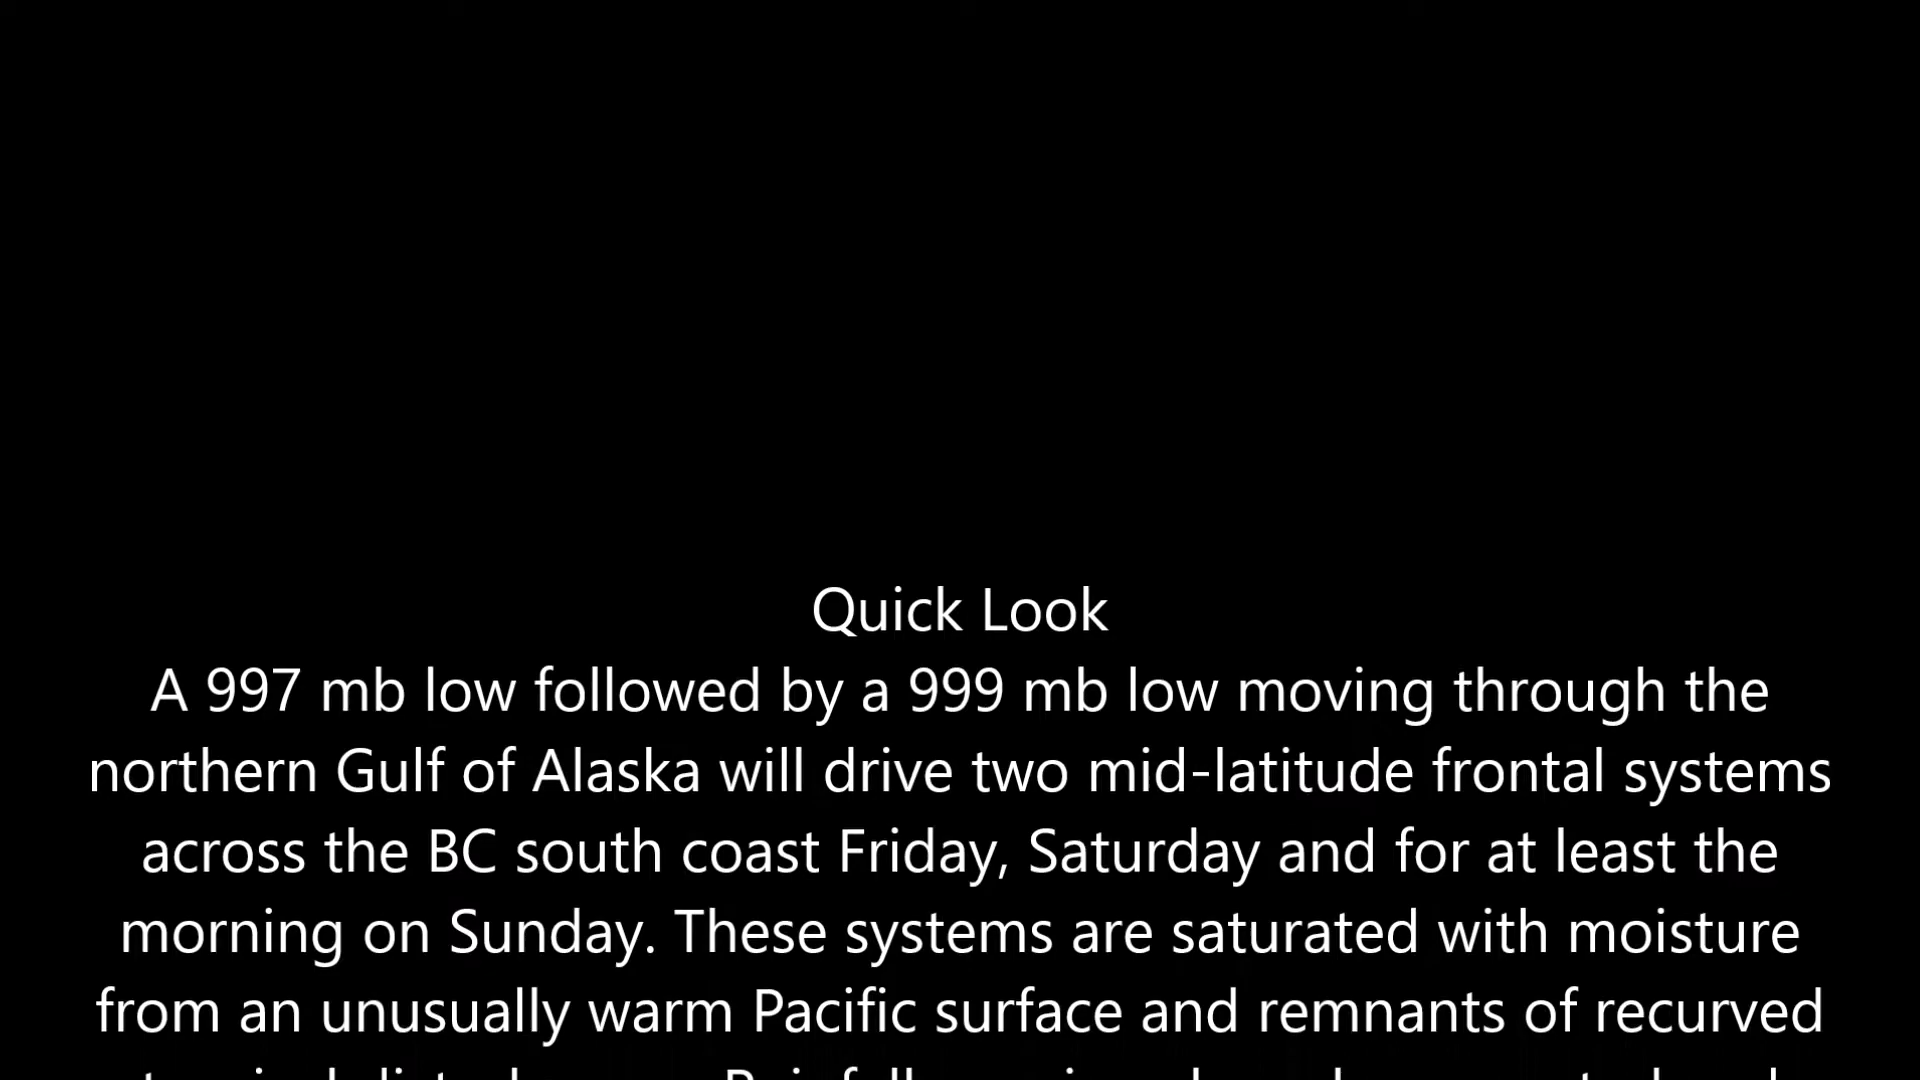 Quick Look
A 997 mb low followed by a 999 mb low moving through the
northern Gulf of Alaska will drive two mid-latitude frontal systems
across the BC south coast Friday, Saturday and for at least the
morning on Sunday. These systems are saturated with moisture
from an unusually warm Pacific surface and remnants of recurved